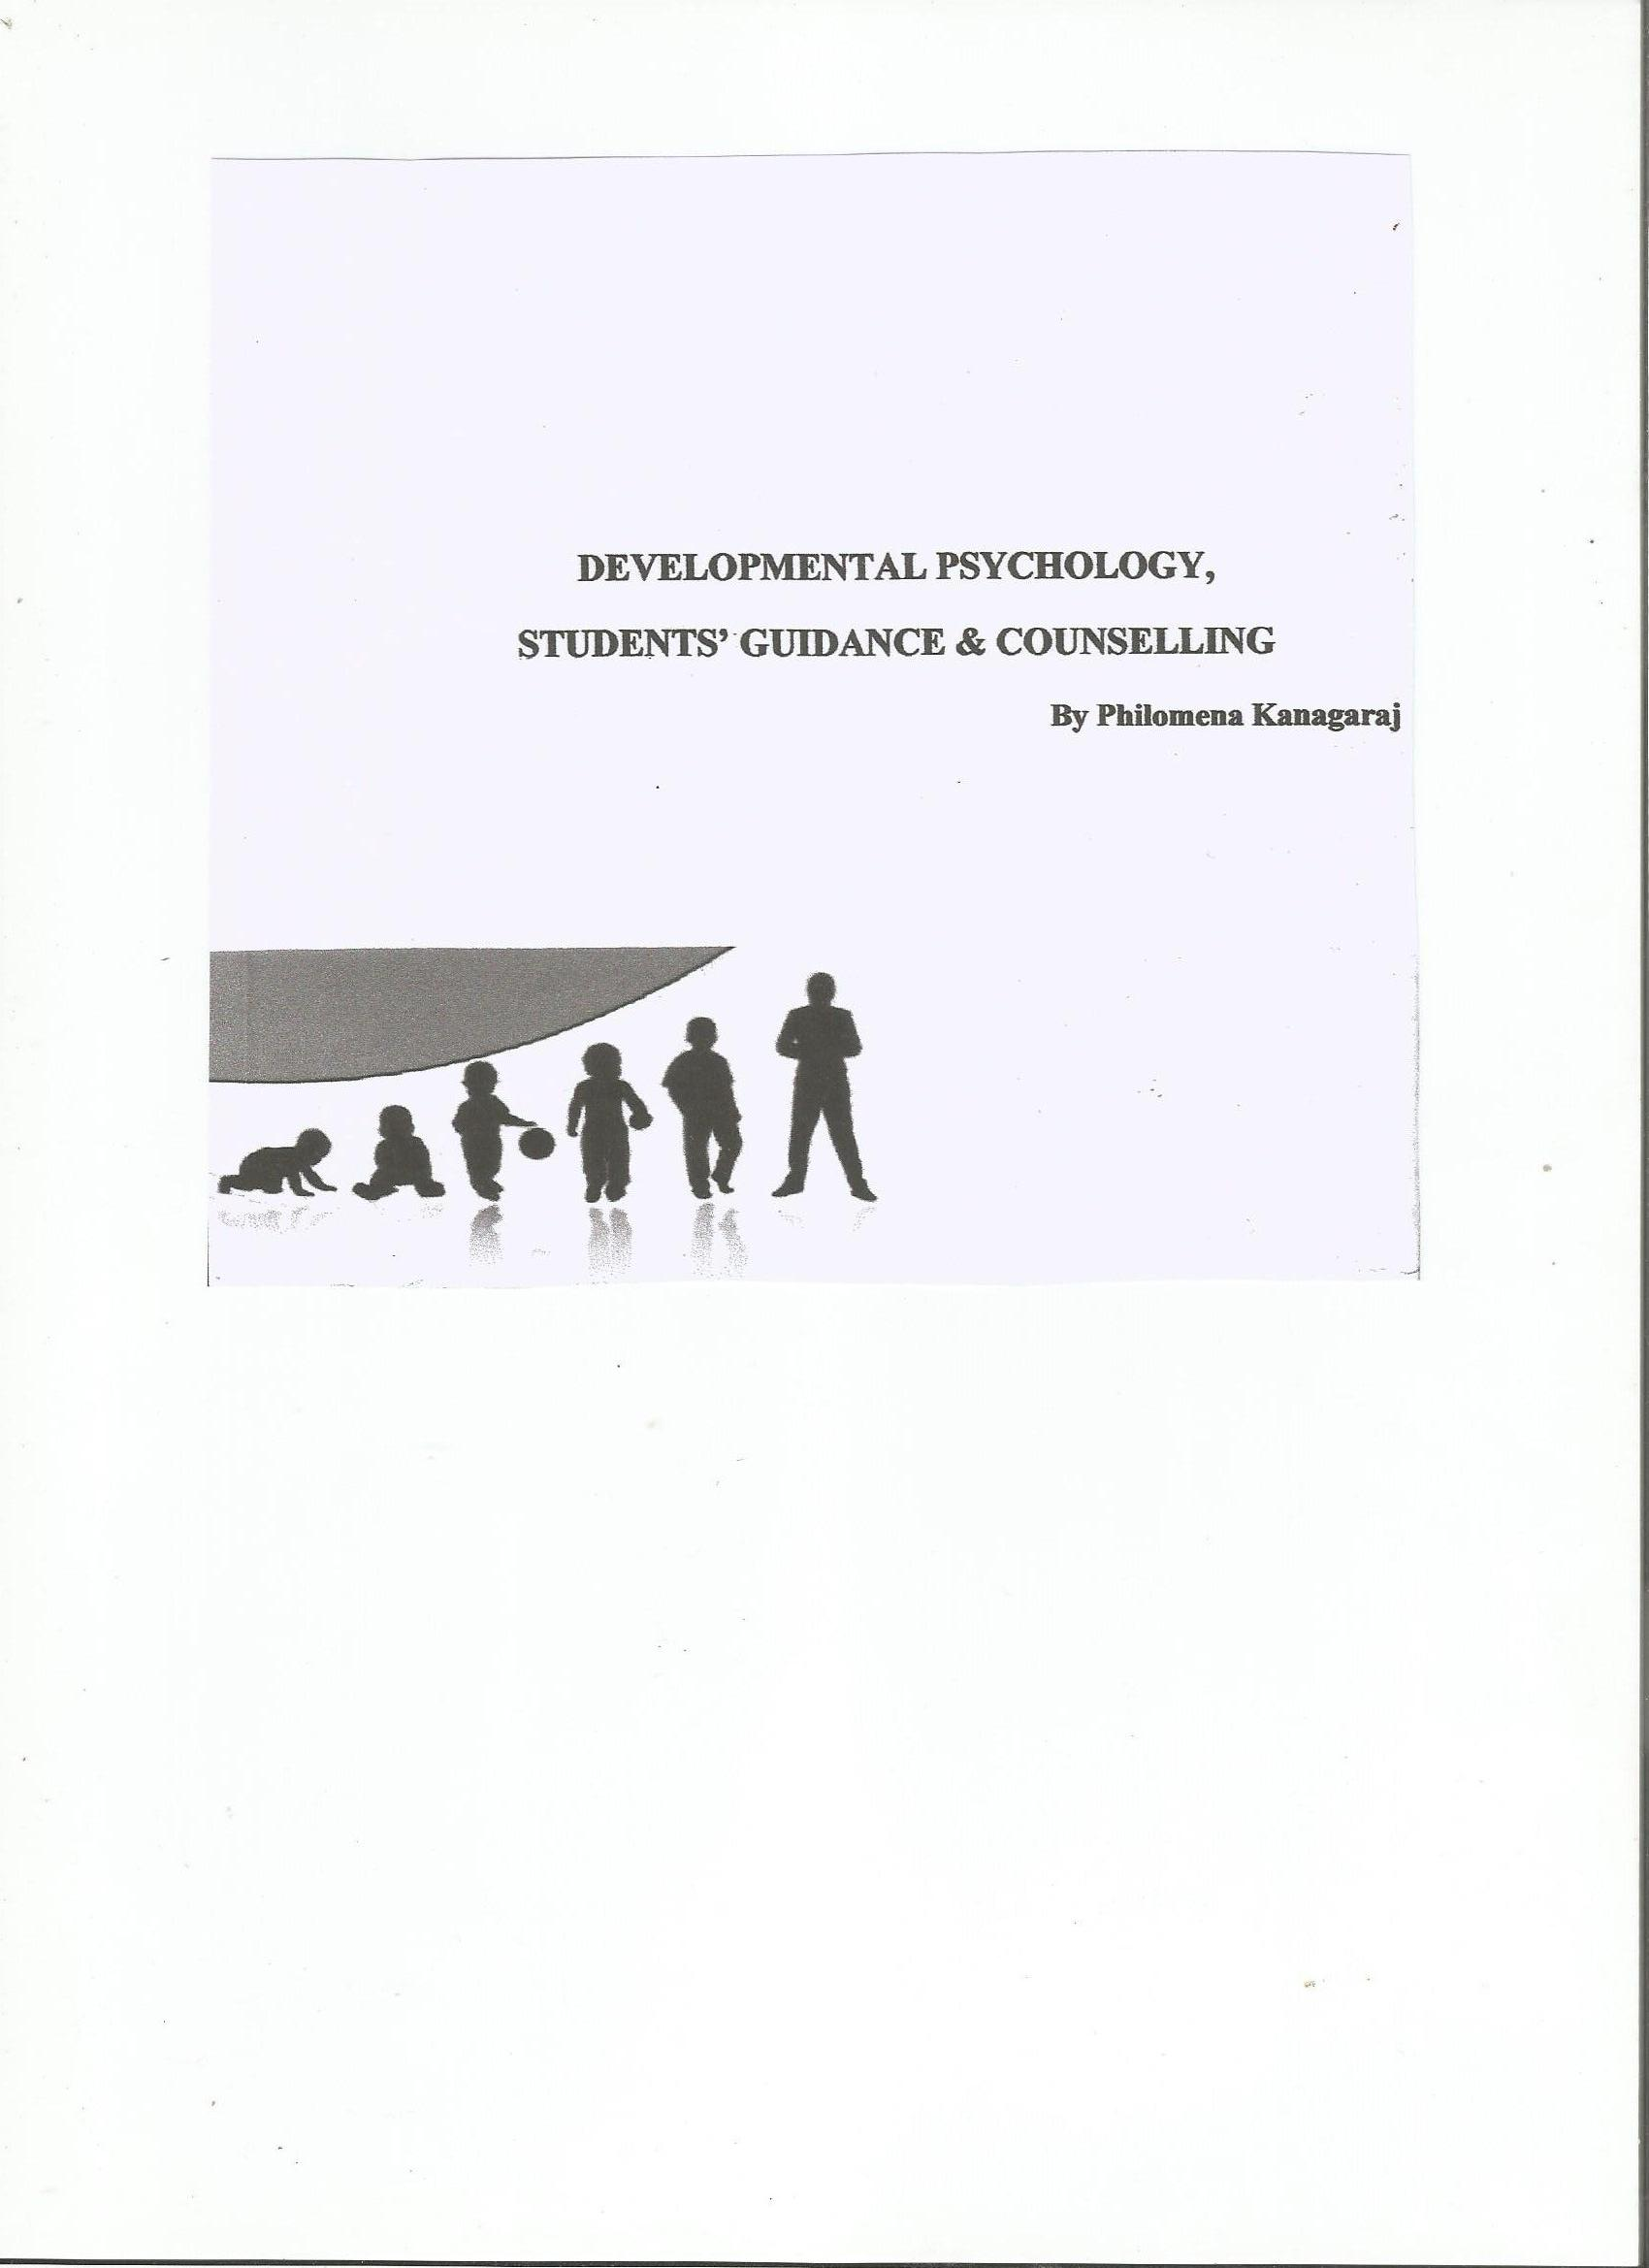 DEVELOPMENTAL PSYCHOLOGY,
STUDENTS' GUIDANCE & COUNSELLING
By Philomena Kanagaraj